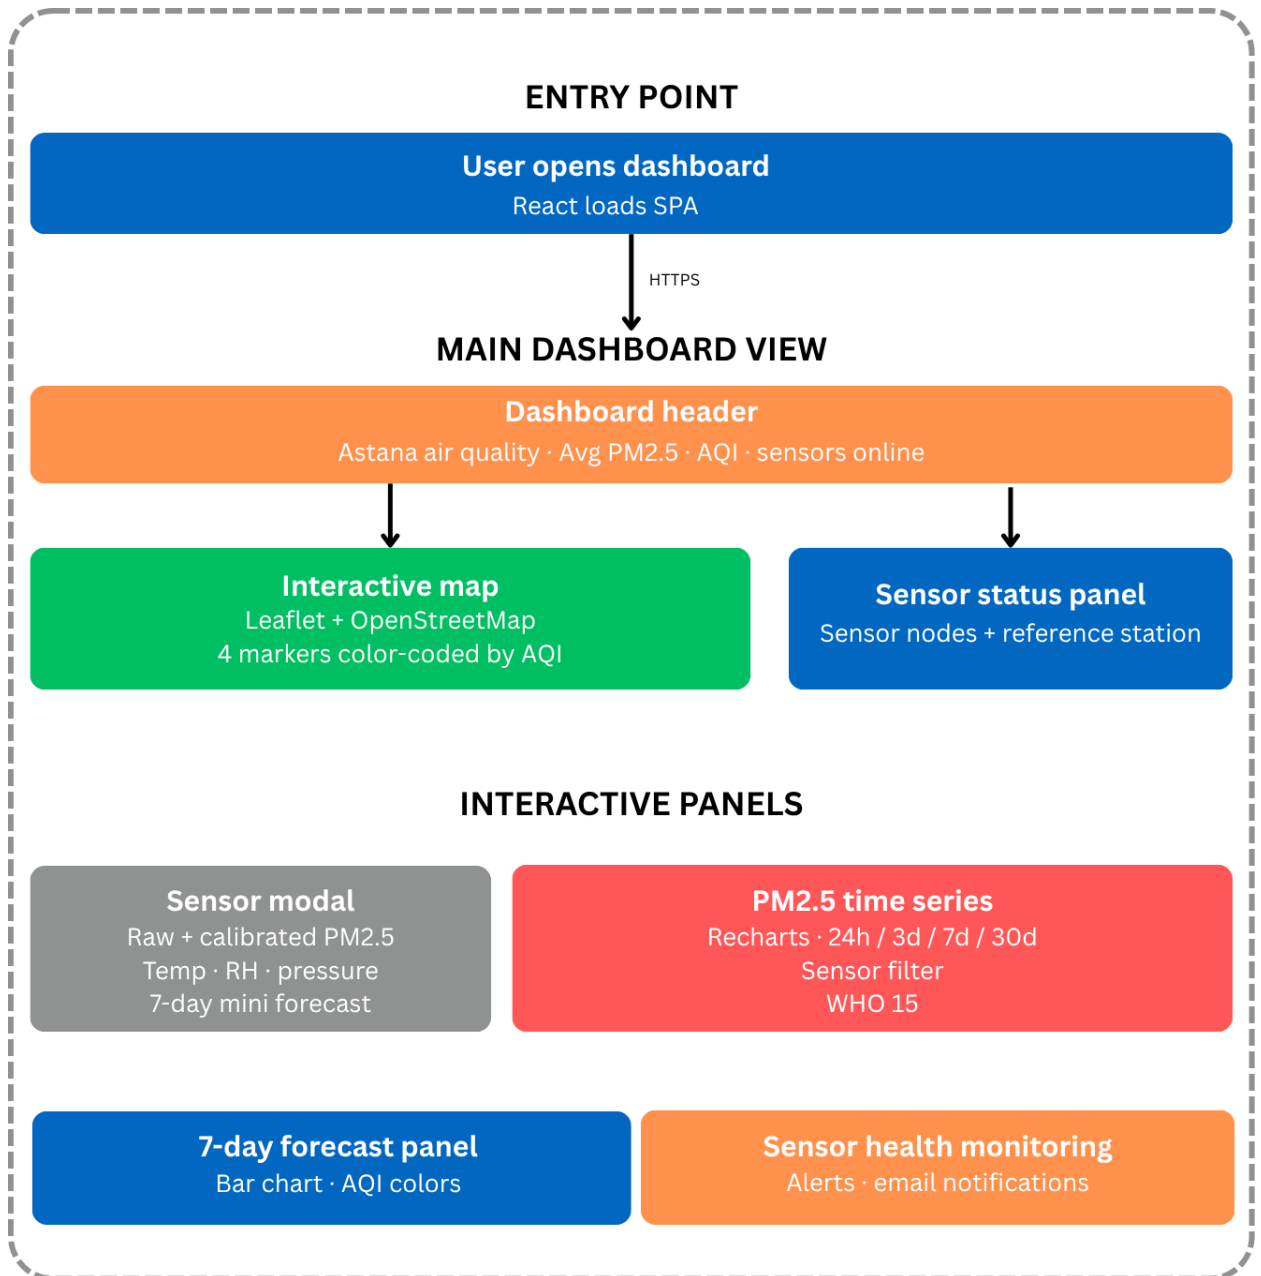 ENTRY POINT
User opens dashboard
React loads SPA
HTTPS
MAIN DASHBOARD VIEW
Dashboard header
Astana air quality · Avg PM2.5 · AQI · sensors online
Interactive map
Leaflet + OpenStreetMap
4 markers color-coded by AQI
Sensor status panel
Sensor nodes + reference station
INTERACTIVE PANELS
Sensor modal
Raw + calibrated PM2.5
Temp · RH · pressure
7-day mini forecast
PM2.5 time series
Recharts · 24h / 3d / 7d / 30d
Sensor filter
WHO 15
7-day forecast panel
Bar chart · AQI colors
Sensor health monitoring
Alerts · email notifications